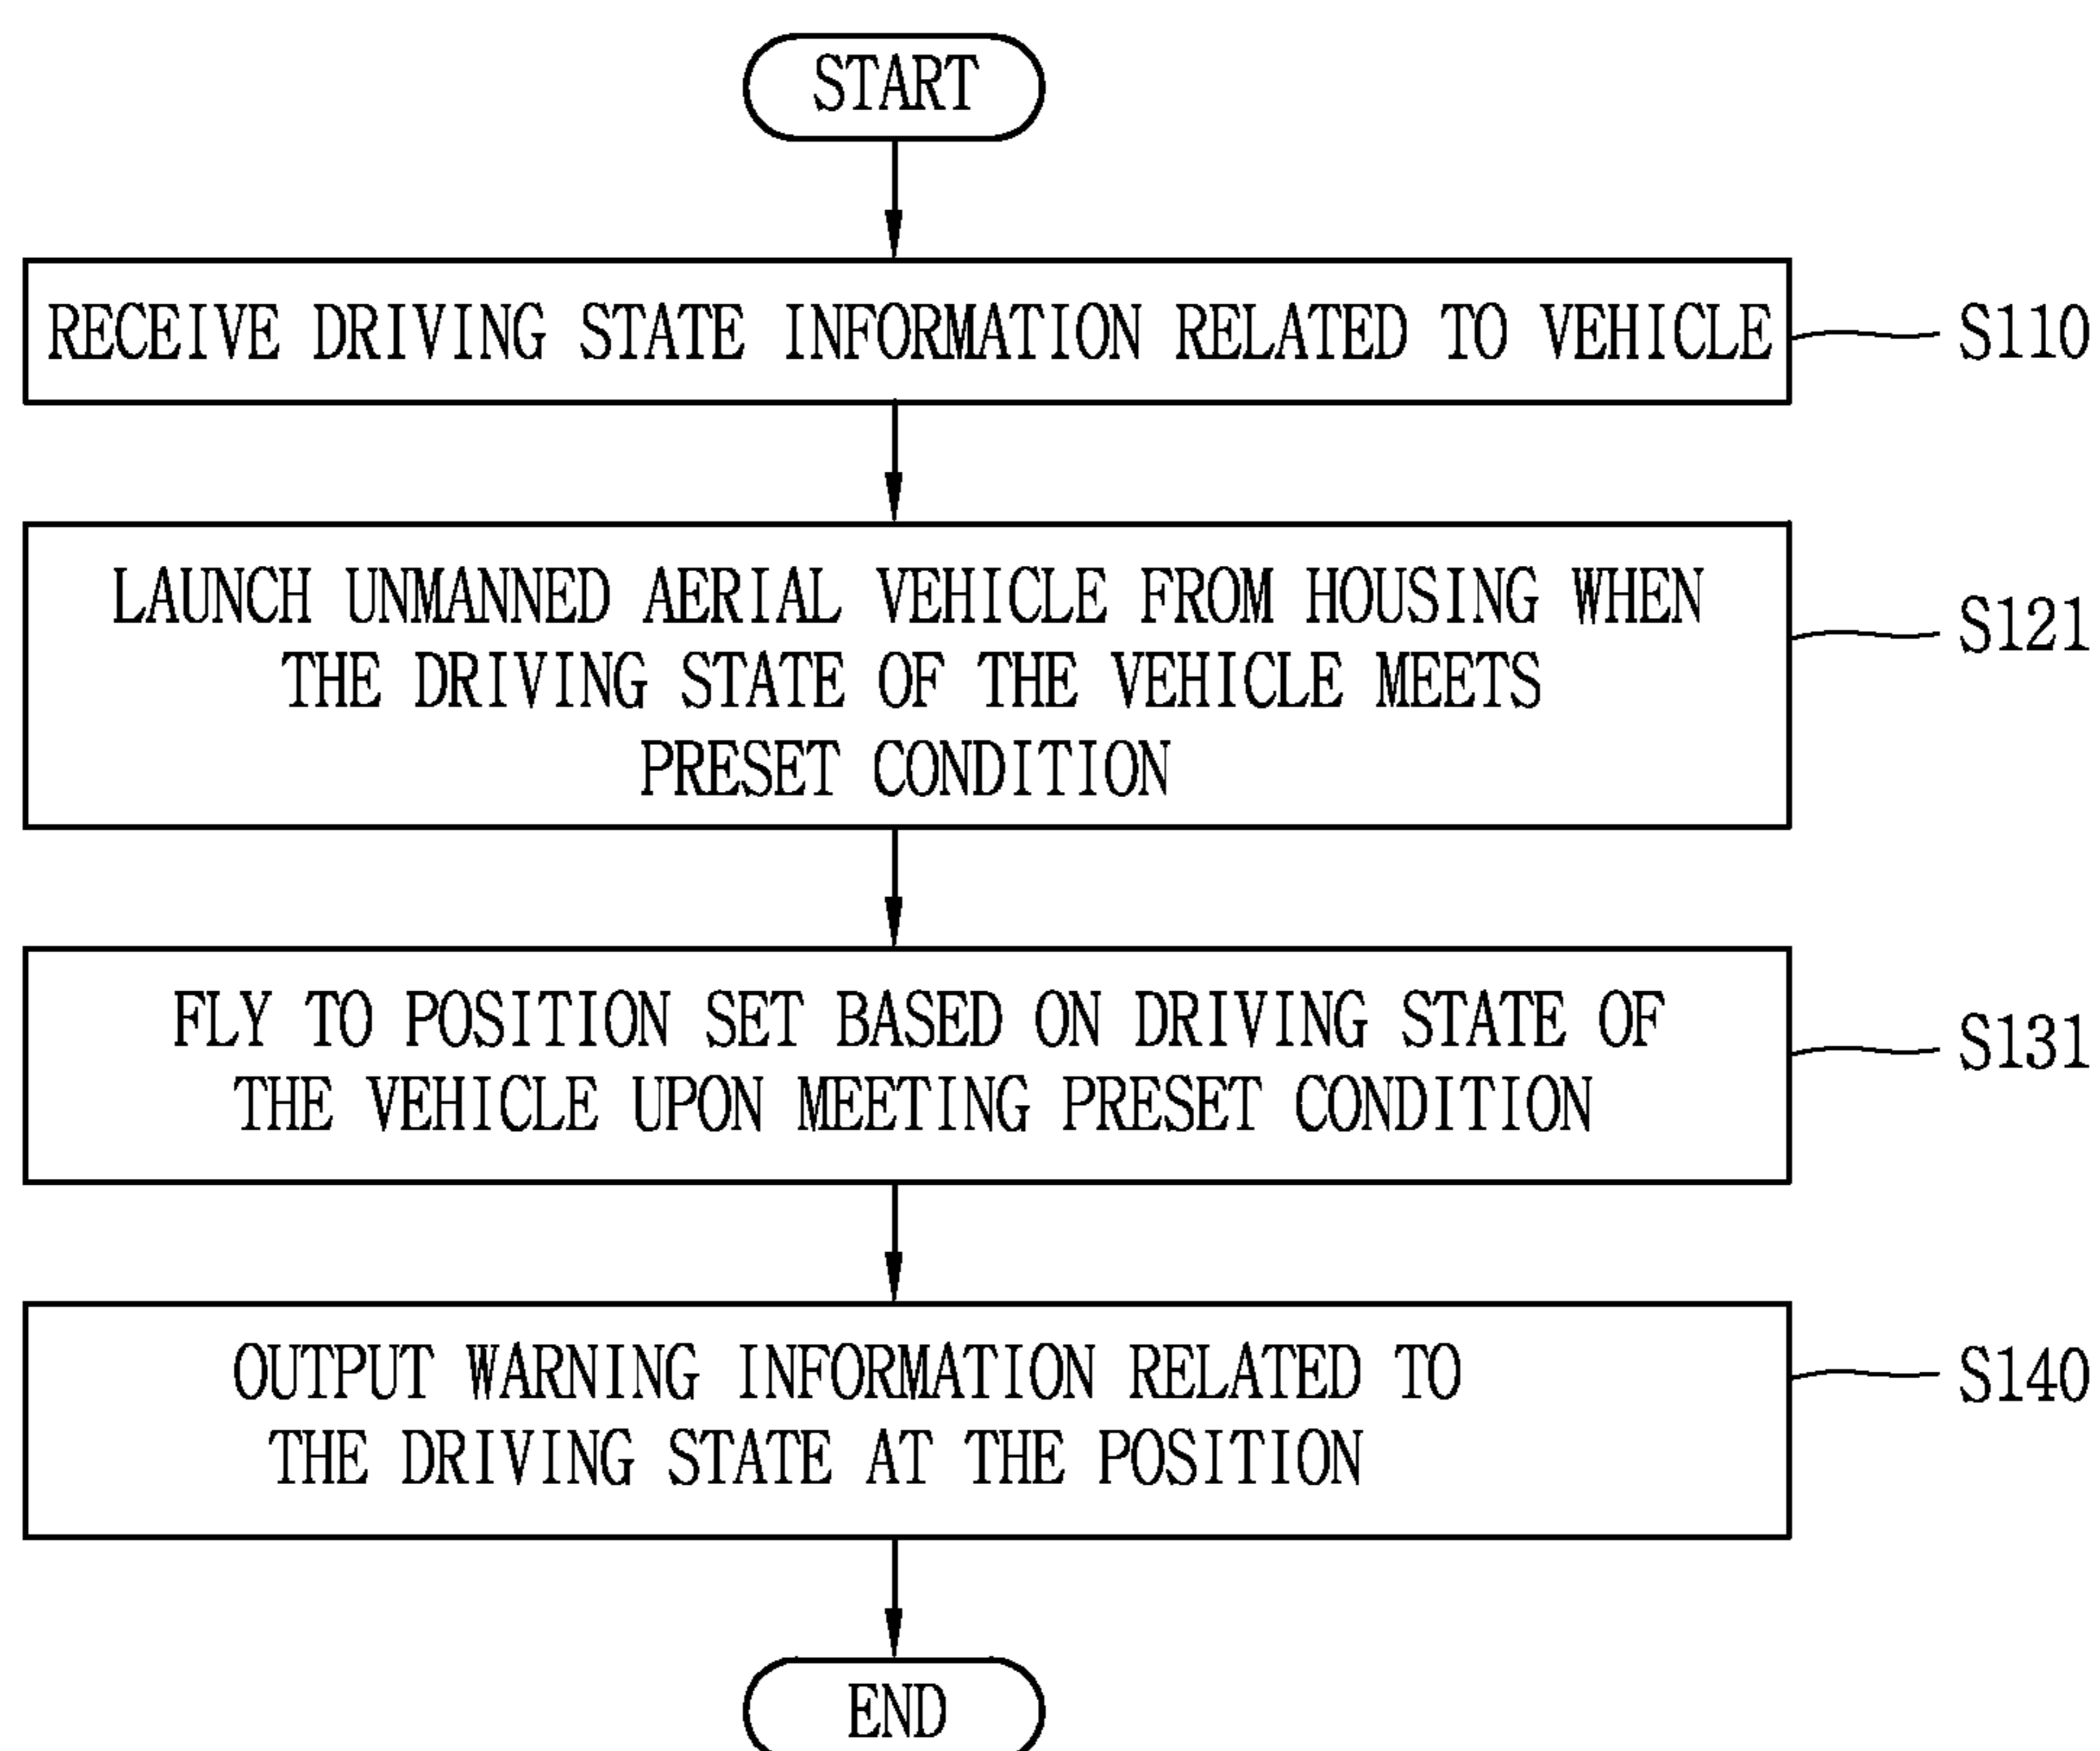 START
RECEIVE DRIVING STATE INFORMATION RELATED TO VEHICLE
S110
LAUNCH UNMANNED AERIAL VEHICLE FROM HOUSING WHEN
THE DRIVING STATE OF THE VEHICLE MEETS
PRESET CONDITION
S121
FLY TO POSITION SET BASED ON DRIVING STATE OF
THE VEHICLE UPON MEETING PRESET CONDITION
S131
OUTPUT WARNING INFORMATION RELATED TO
THE DRIVING STATE AT THE POSITION
S140
END